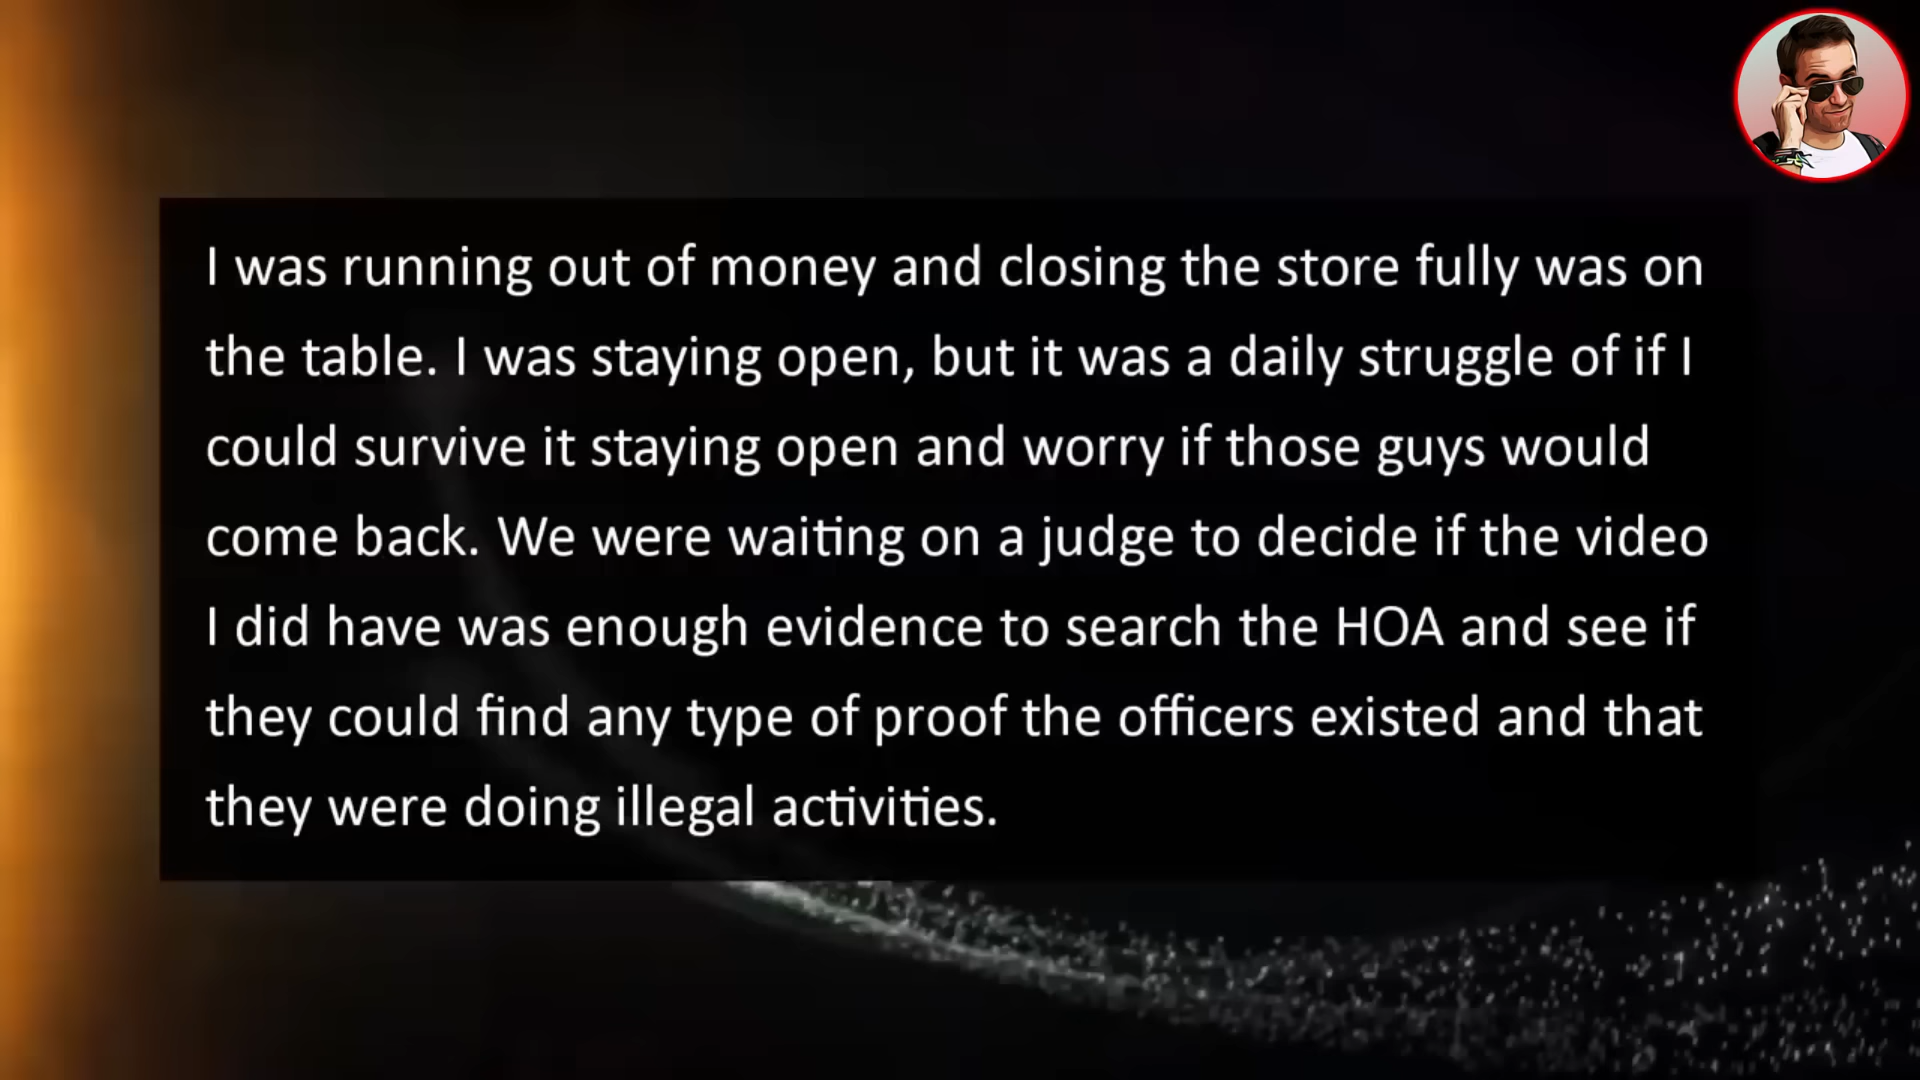 I was running out of money and closing the store fully was on
the table. I was staying open, but it was a daily struggle of if I
could survive it staying open and worry if those guys would
come back. We were waiting on a judge to decide if the video
I did have was enough evidence to search the HOA and see if
they could find any type of proof the officers existed and that
they were doing illegal activities.